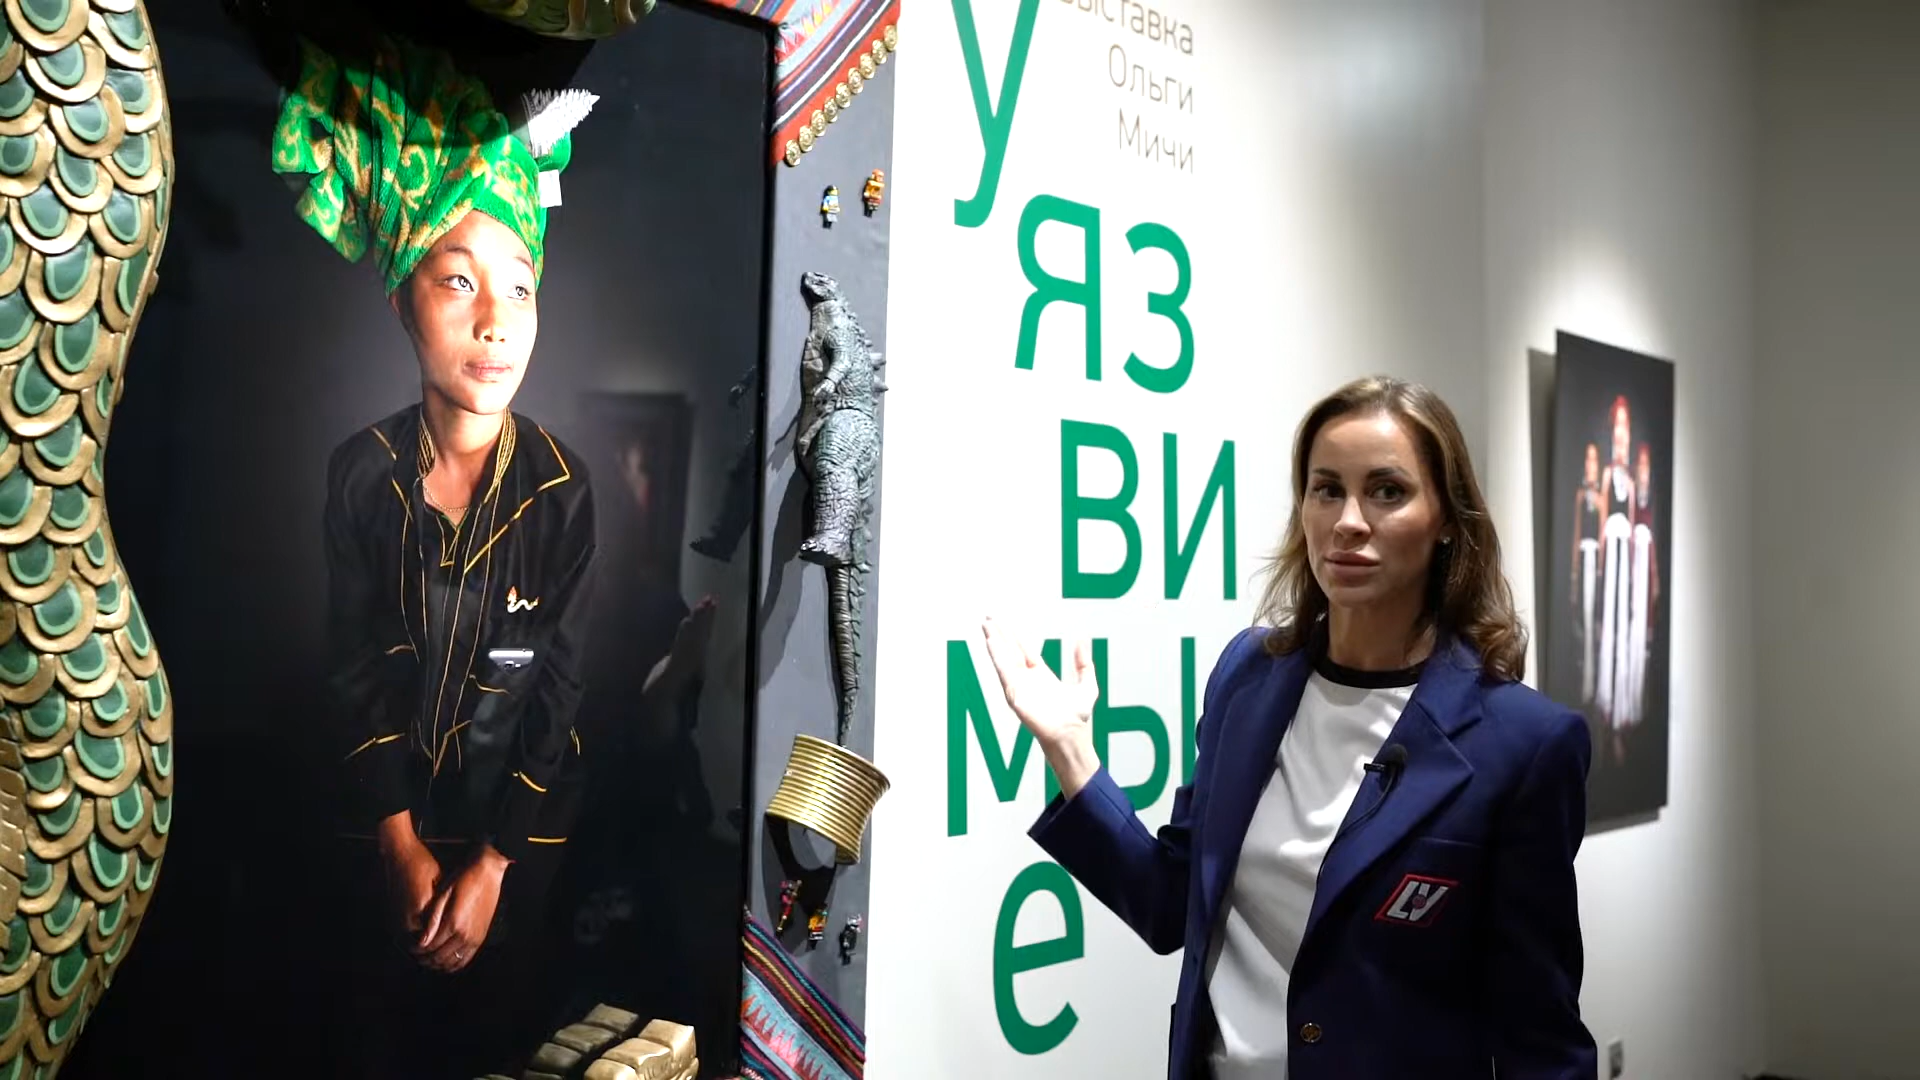 выставка
Ольги
Мичи
у
яз
ви
мы
е
LV